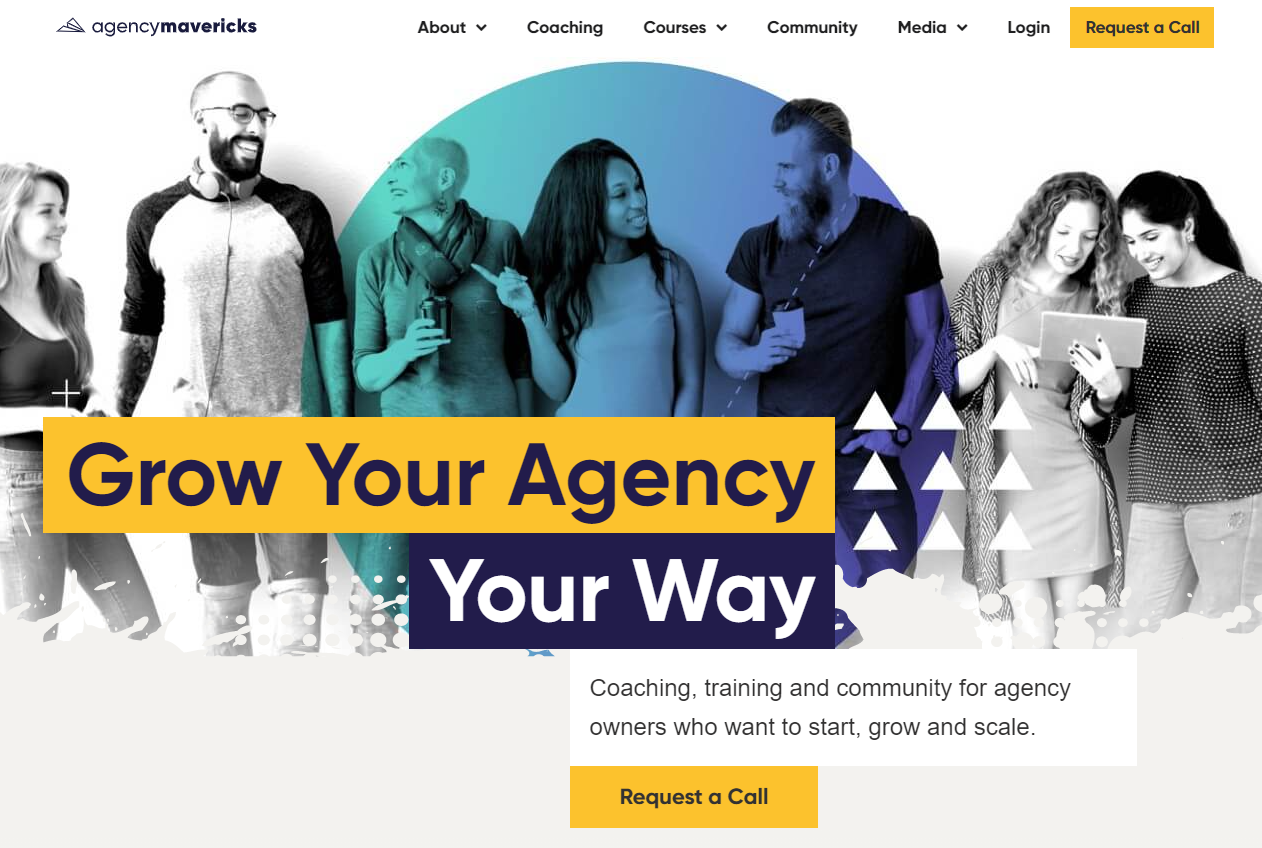 agencymavericks
About
Coaching
Courses
Community
Media
Login
Request a Call
Grow Your Agency
Your Way
Coaching, training and community for agency
owners who want to start, grow and scale.
Request a Call